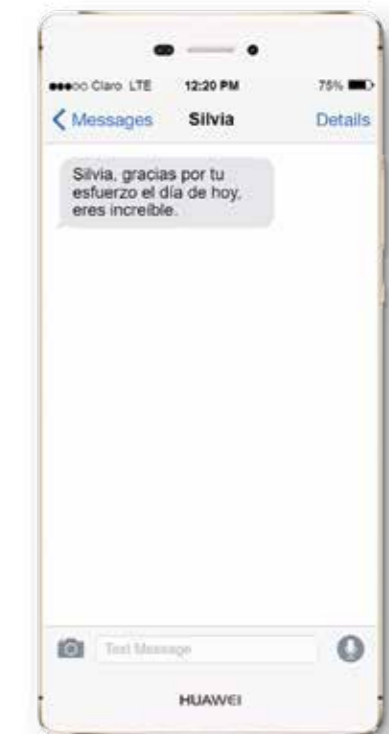 Claro LTE 12:20 PM 75%
Messages Silvia Details
Silvia, gracias por tu
esfuerzo el día de hoy,
eres increíble.
Text Message
HUAWEI